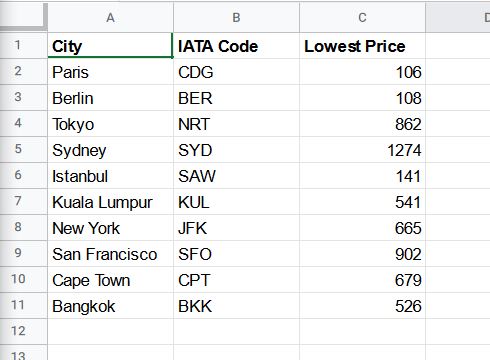 A B C
1 City IATA Code Lowest Price
2 Paris CDG 106
3 Berlin BER 108
4 Tokyo NRT 862
5 Sydney SYD 1274
6 Istanbul SAW 141
7 Kuala Lumpur KUL 541
8 New York JFK 665
9 San Francisco SFO 902
10 Cape Town CPT 679
11 Bangkok BKK 526
12
13